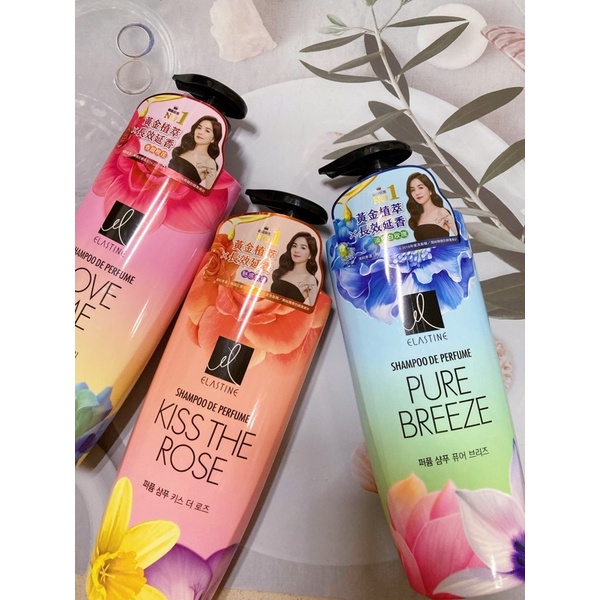 No 1
黃金植萃
長效延香
el
ELASTINE
SHAMPOO DE PERFUME
OVE
ME
No 1
黃金植萃
長效延香
el
ELASTINE
SHAMPOO DE PERFUME
KISS THE
ROSE
퍼퓸 샴푸 키스 더 로즈
No 1
黃金植萃
長效延香
el
ELASTINE
SHAMPOO DE PERFUME
PURE
BREEZE
퍼퓸 샴푸 퓨어 브리즈